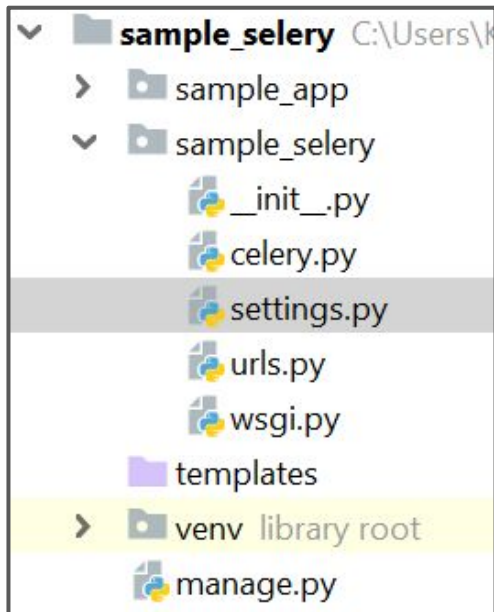 sample_selery C:\Users\K
sample_app
sample_selery
__init__.py
celery.py
settings.py
urls.py
wsgi.py
templates
venv library root
manage.py